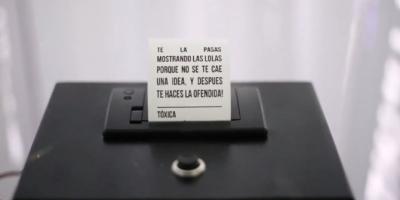 TE LA PASAS
MOSTRANDO LAS LOLAS
PORQUE NO SE TE CAE
UNA IDEA, Y DESPUES
TE HACES LA OFENDIDA!
TÓXICA